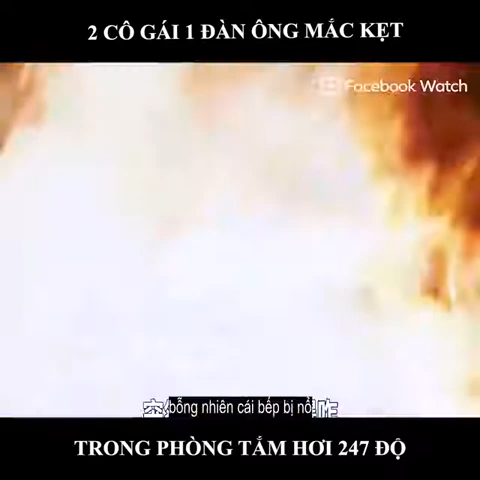 2 CÔ GÁI 1 ĐÀN ÔNG MẮC KẸT
Facebook Watch
bỗng nhiên cái bếp bị nổ
TRONG PHÒNG TẮM HƠI 247 ĐỘ